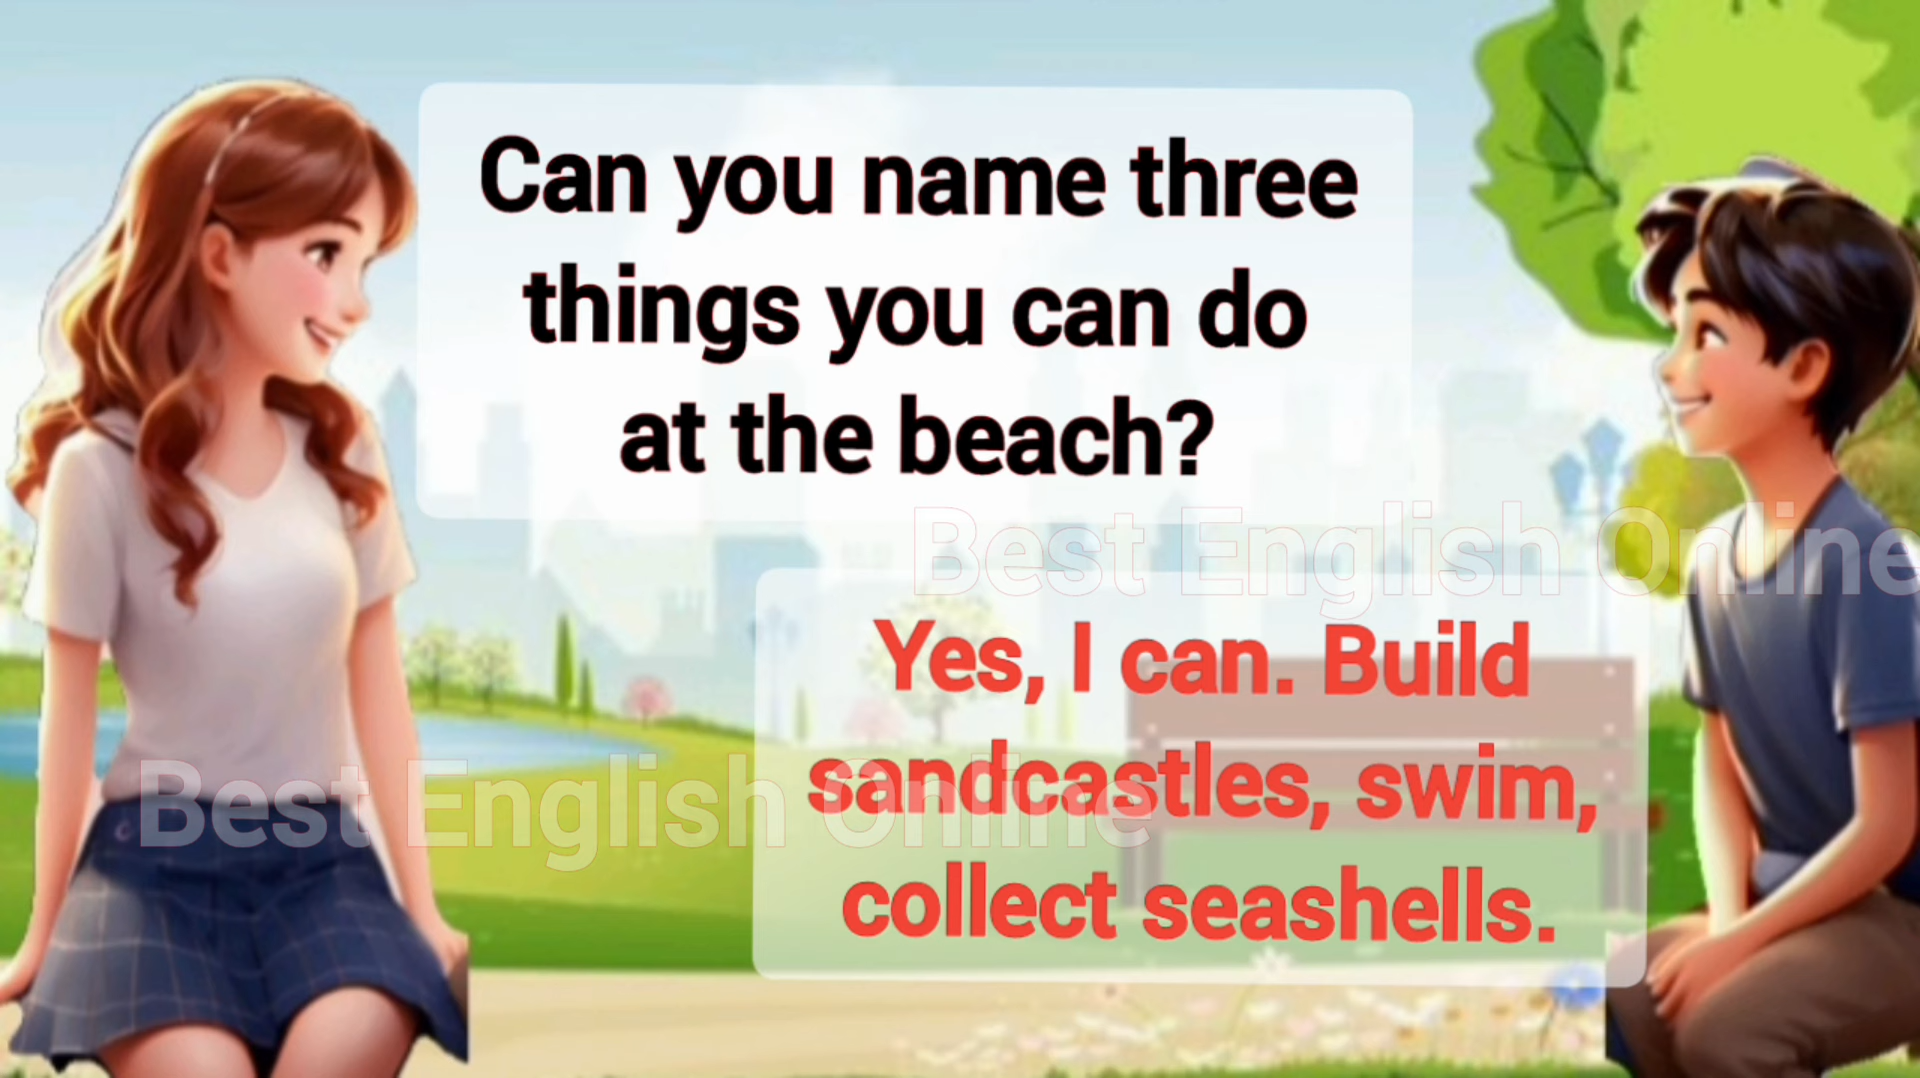 Can you name three
things you can do
at the beach?
Best English Online
Yes, I can. Build
sandcastles, swim,
Best English Online
collect seashells.